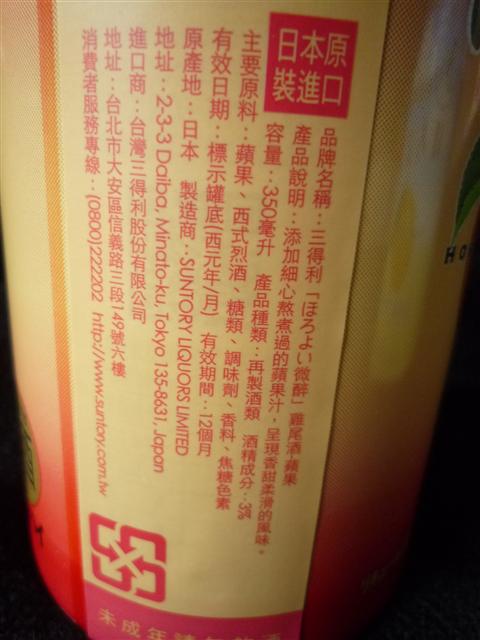 日本原
裝進口
品牌名稱：三得利「ほろよい微醉」雞尾酒-蘋果
產品說明：添加細心熬煮過的蘋果汁，呈現香甜柔滑的風味。
容量：350毫升　產品種類：再製酒類　酒精成分：3%
主要原料：蘋果、西式烈酒、糖類、調味劑、香料、焦糖色素
有效日期：標示罐底(西元年/月)　有效期間：12個月
原產地：日本　製造商：SUNTORY LIQUORS LIMITED
地址：2-3-3 Daiba, Minato-ku, Tokyo 135-8631, Japan
進口商：台灣三得利股份有限公司
地址：台北市大安區信義路三段149號六樓
消費者服務專線：(0800)222202 http://www.suntory.com.tw
未成年請